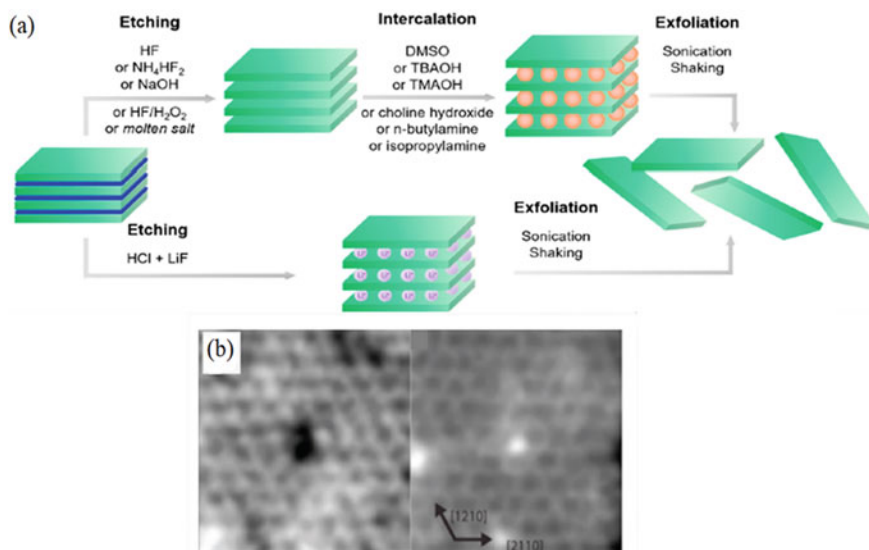 (a)
Etching
HF
or NH₄HF₂
or NaOH
or HF/H₂O₂
or molten salt
Intercalation
DMSO
or TBAOH
or TMAOH
or choline hydroxide
or n-butylamine
or isopropylamine
Exfoliation
Sonication
Shaking
Etching
HCl + LiF
Exfoliation
Sonication
Shaking
(b)
[1210]
[2110]